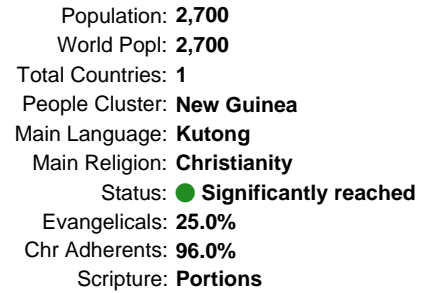 Population: 2,700
World Popl: 2,700
Total Countries: 1
People Cluster: New Guinea
Main Language: Kutong
Main Religion: Christianity
Status: Significantly reached
Evangelicals: 25.0%
Chr Adherents: 96.0%
Scripture: Portions